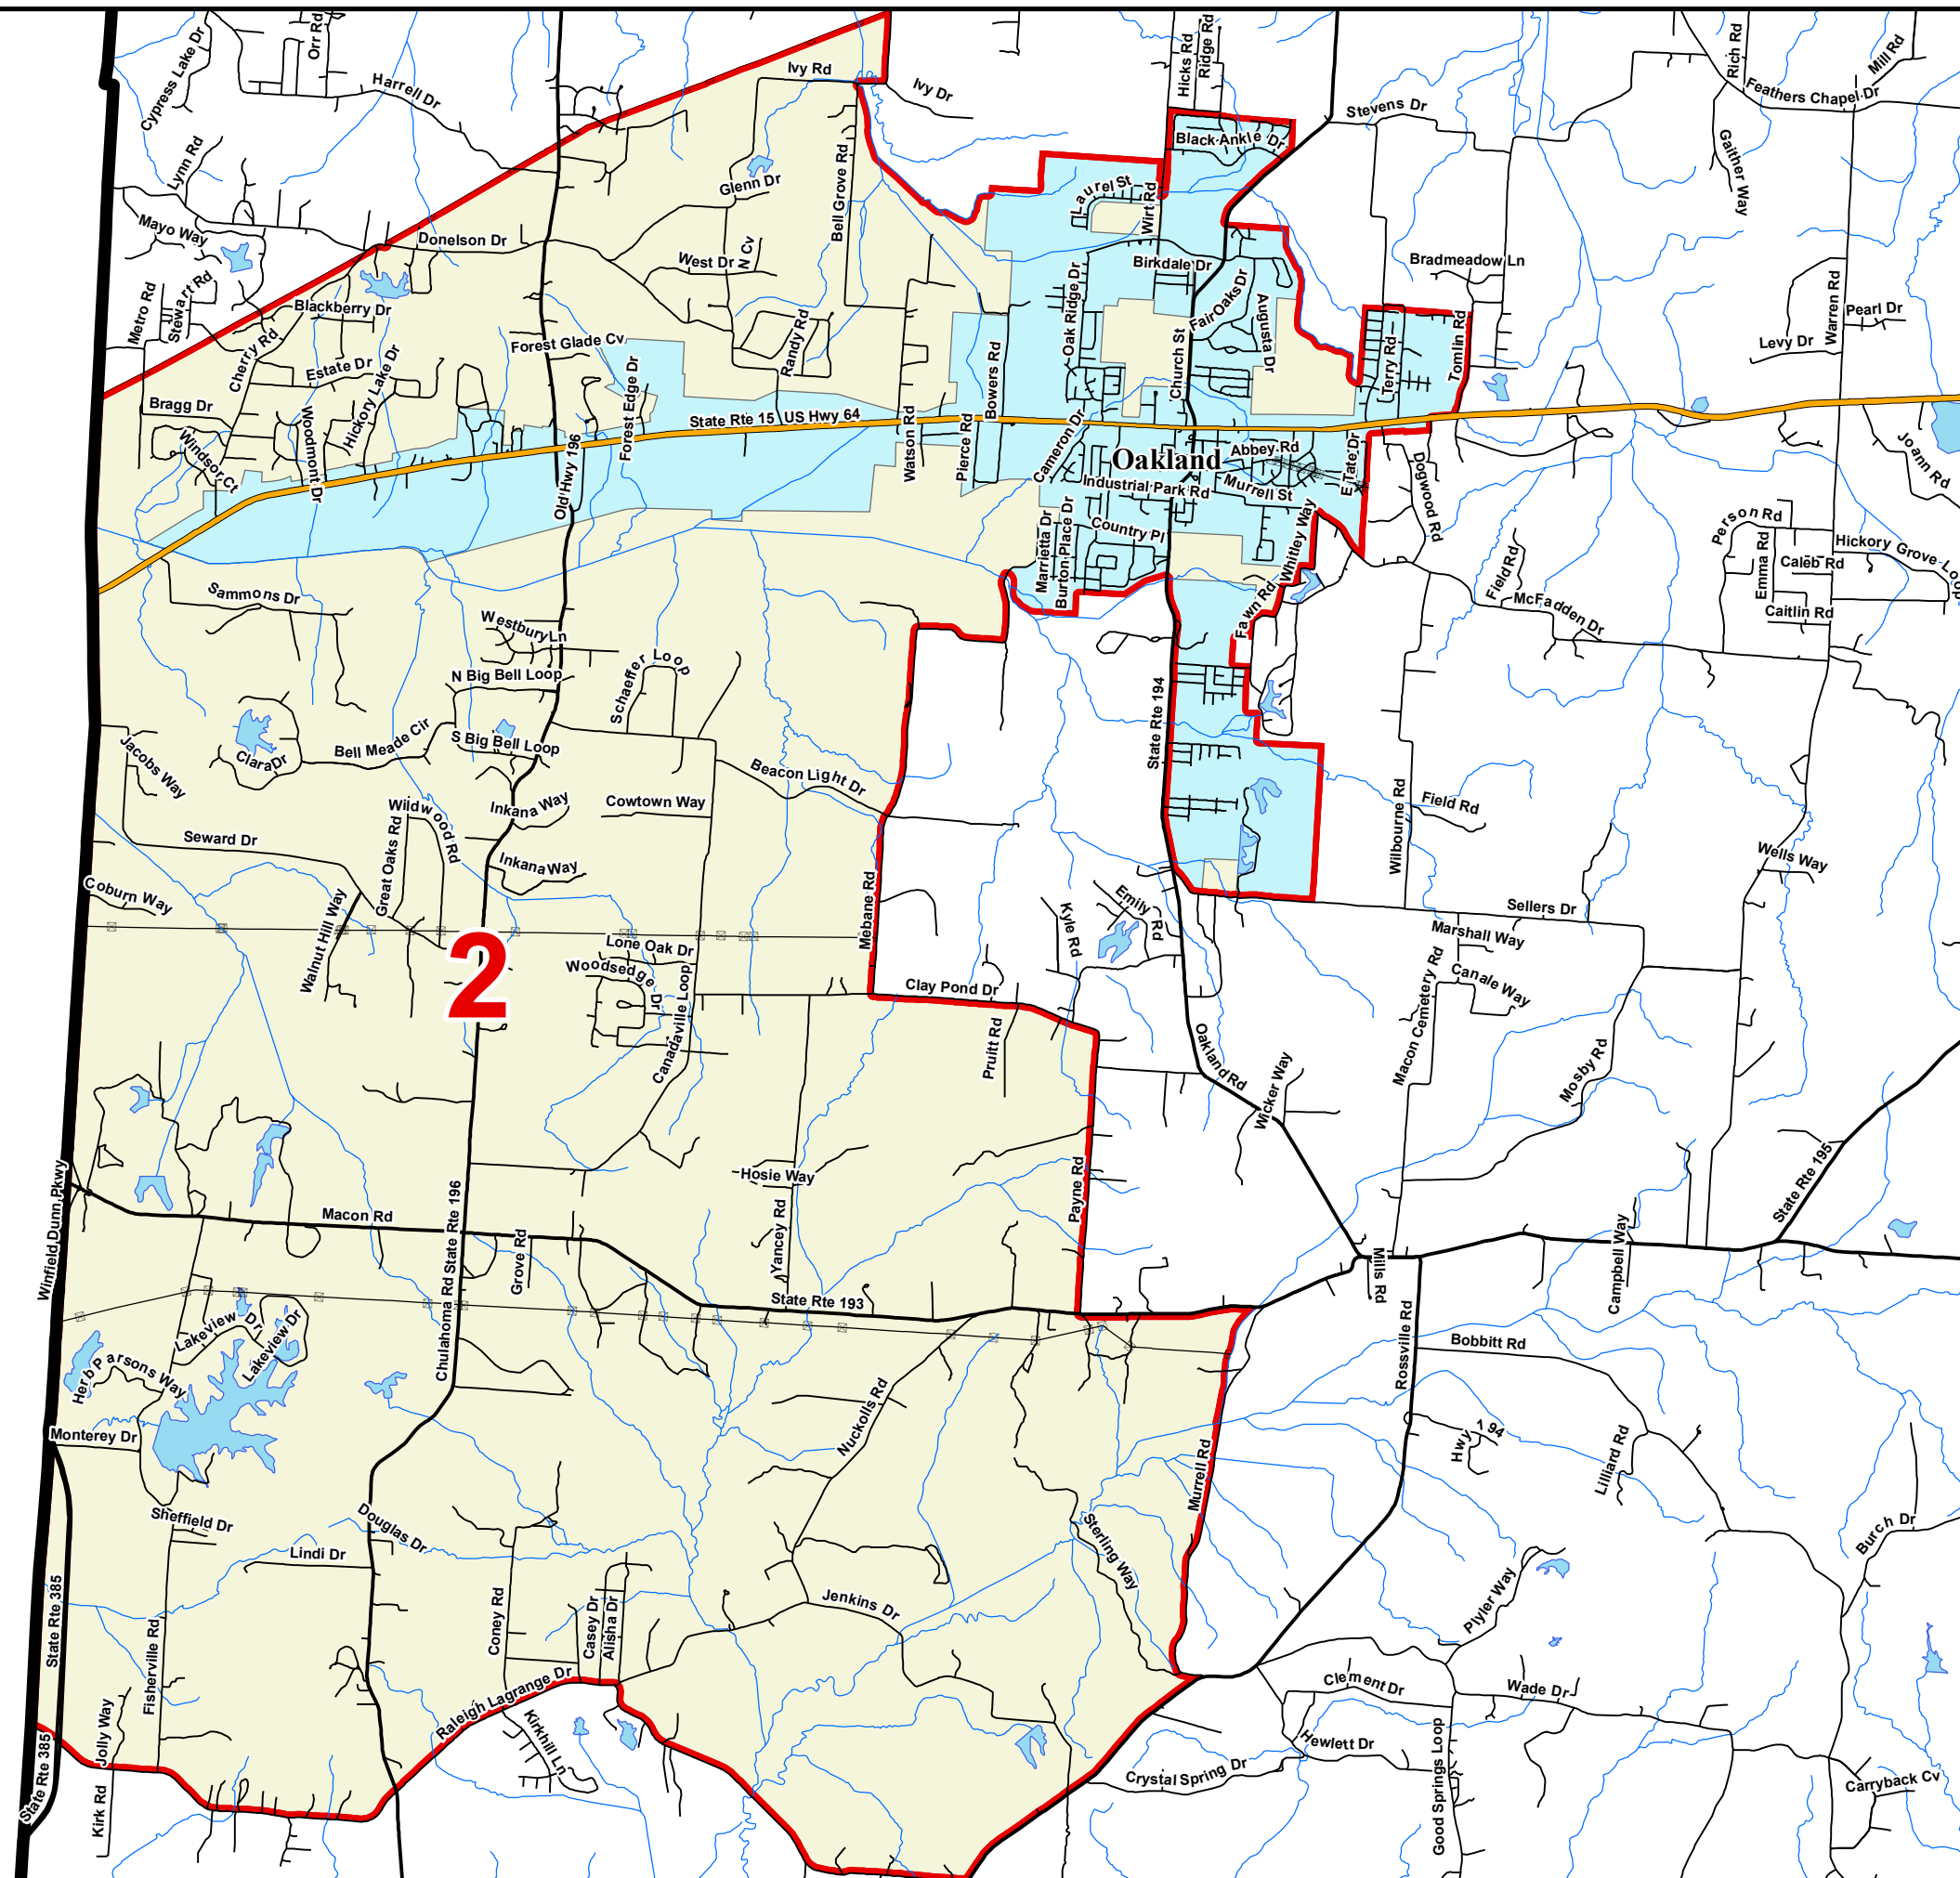 Orr Rd
Hicks Rd
Ridge Rd
Rich Rd
Mill Rd
Cypress Lake Dr
Harrell Dr
Ivy Rd
Ivy Dr
Stevens Dr
Feathers Chapel Dr
Black Ankle Dr
Gaither Way
Lynn Rd
Glenn Dr
Bell Grove Rd
Laurel St
Wirt Rd
Mayo Way
Donelson Dr
West Dr
N Cv
Birkdale Dr
Bradmeadow Ln
Metro Rd
Stewart Rd
Blackberry Dr
Oak Ridge Dr
Fair Oaks Dr
Augusta Dr
Warren Rd
Pearl Dr
Cherry Rd
Forest Glade Cv
Randy Rd
Church St
Terry Rd
Tomlin Rd
Levy Dr
Estate Dr
Hickory Lake Dr
Forest Edge Dr
Bowers Rd
Bragg Dr
Woodmont Dr
State Rte 15
US Hwy 64
Watson Rd
Pierce Rd
Cameron Dr
Windsor Ct
Old Hwy 196
Oakland
Abbey Rd
E Tate Dr
Dogwood Rd
Joann Rd
Industrial Park Rd
Murrell St
Marrietta Dr
Burton Place Dr
Country Pl
Whitley Way
Person Rd
Emma Rd
Caleb Rd
Hickory Grove Loop
Caitlin Rd
Field Rd
McFadden Dr
Sammons Dr
Fawn Rd
Westbury Ln
N Big Bell Loop
Schaeffer Loop
State Rte 194
Jacobs Way
Clara Dr
Bell Meade Cir
S Big Bell Loop
Beacon Light Dr
Wildwood Rd
Inkana Way
Cowtown Way
Wilbourne Rd
Field Rd
Seward Dr
Great Oaks Rd
Inkana Way
Wells Way
Coburn Way
Walnut Hill Way
Mebane Rd
Kyle Rd
Emily Rd
Sellers Dr
Marshall Way
2
Lone Oak Dr
Woodsedge Dr
Canadaville Loop
Clay Pond Dr
Macon Cemetery Rd
Canale Way
Pruitt Rd
Oakland Rd
Wicker Way
Mosby Rd
Hosie Way
Payne Rd
State Rte 195
Winfield Dunn Pkwy
Macon Rd
Chulahoma Rd State Rte 196
Grove Rd
Yancey Rd
State Rte 193
Mills Rd
Campbell Way
Lakeview Dr
Lakeview Dr
Herb Parsons Way
Rossville Rd
Bobbitt Rd
Monterey Dr
Nuckolls Rd
Murrell Rd
Hwy 194
Lilliard Rd
Sheffield Dr
Douglas Dr
Sterling Way
Burch Dr
Lindi Dr
State Rte 385
Fisherville Rd
Coney Rd
Casey Dr
Alisha Dr
Jenkins Dr
Plyler Way
Raleigh Lagrange Dr
Clement Dr
Wade Dr
Jolly Way
Kirk Rd
State Rte 385
Kirkhill Ln
Hewlett Dr
Crystal Spring Dr
Good Springs Loop
Carryback Cv